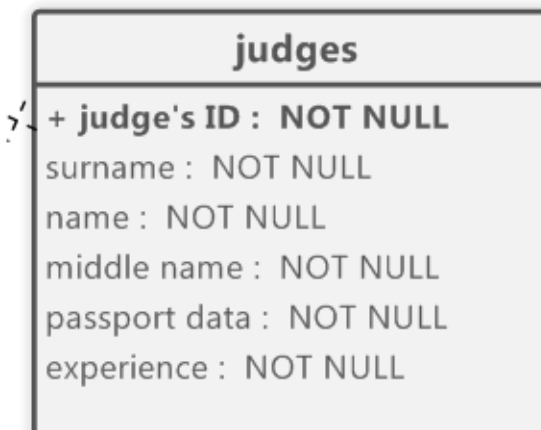 judges
+ judge's ID : NOT NULL
surname : NOT NULL
name : NOT NULL
middle name : NOT NULL
passport data : NOT NULL
experience : NOT NULL